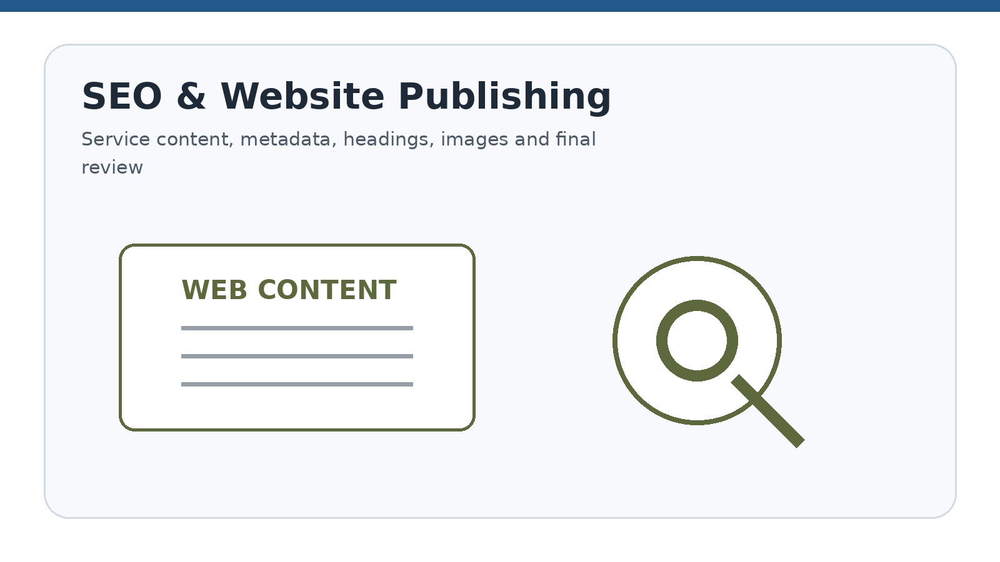 SEO & Website Publishing
Service content, metadata, headings, images and final
review
WEB CONTENT